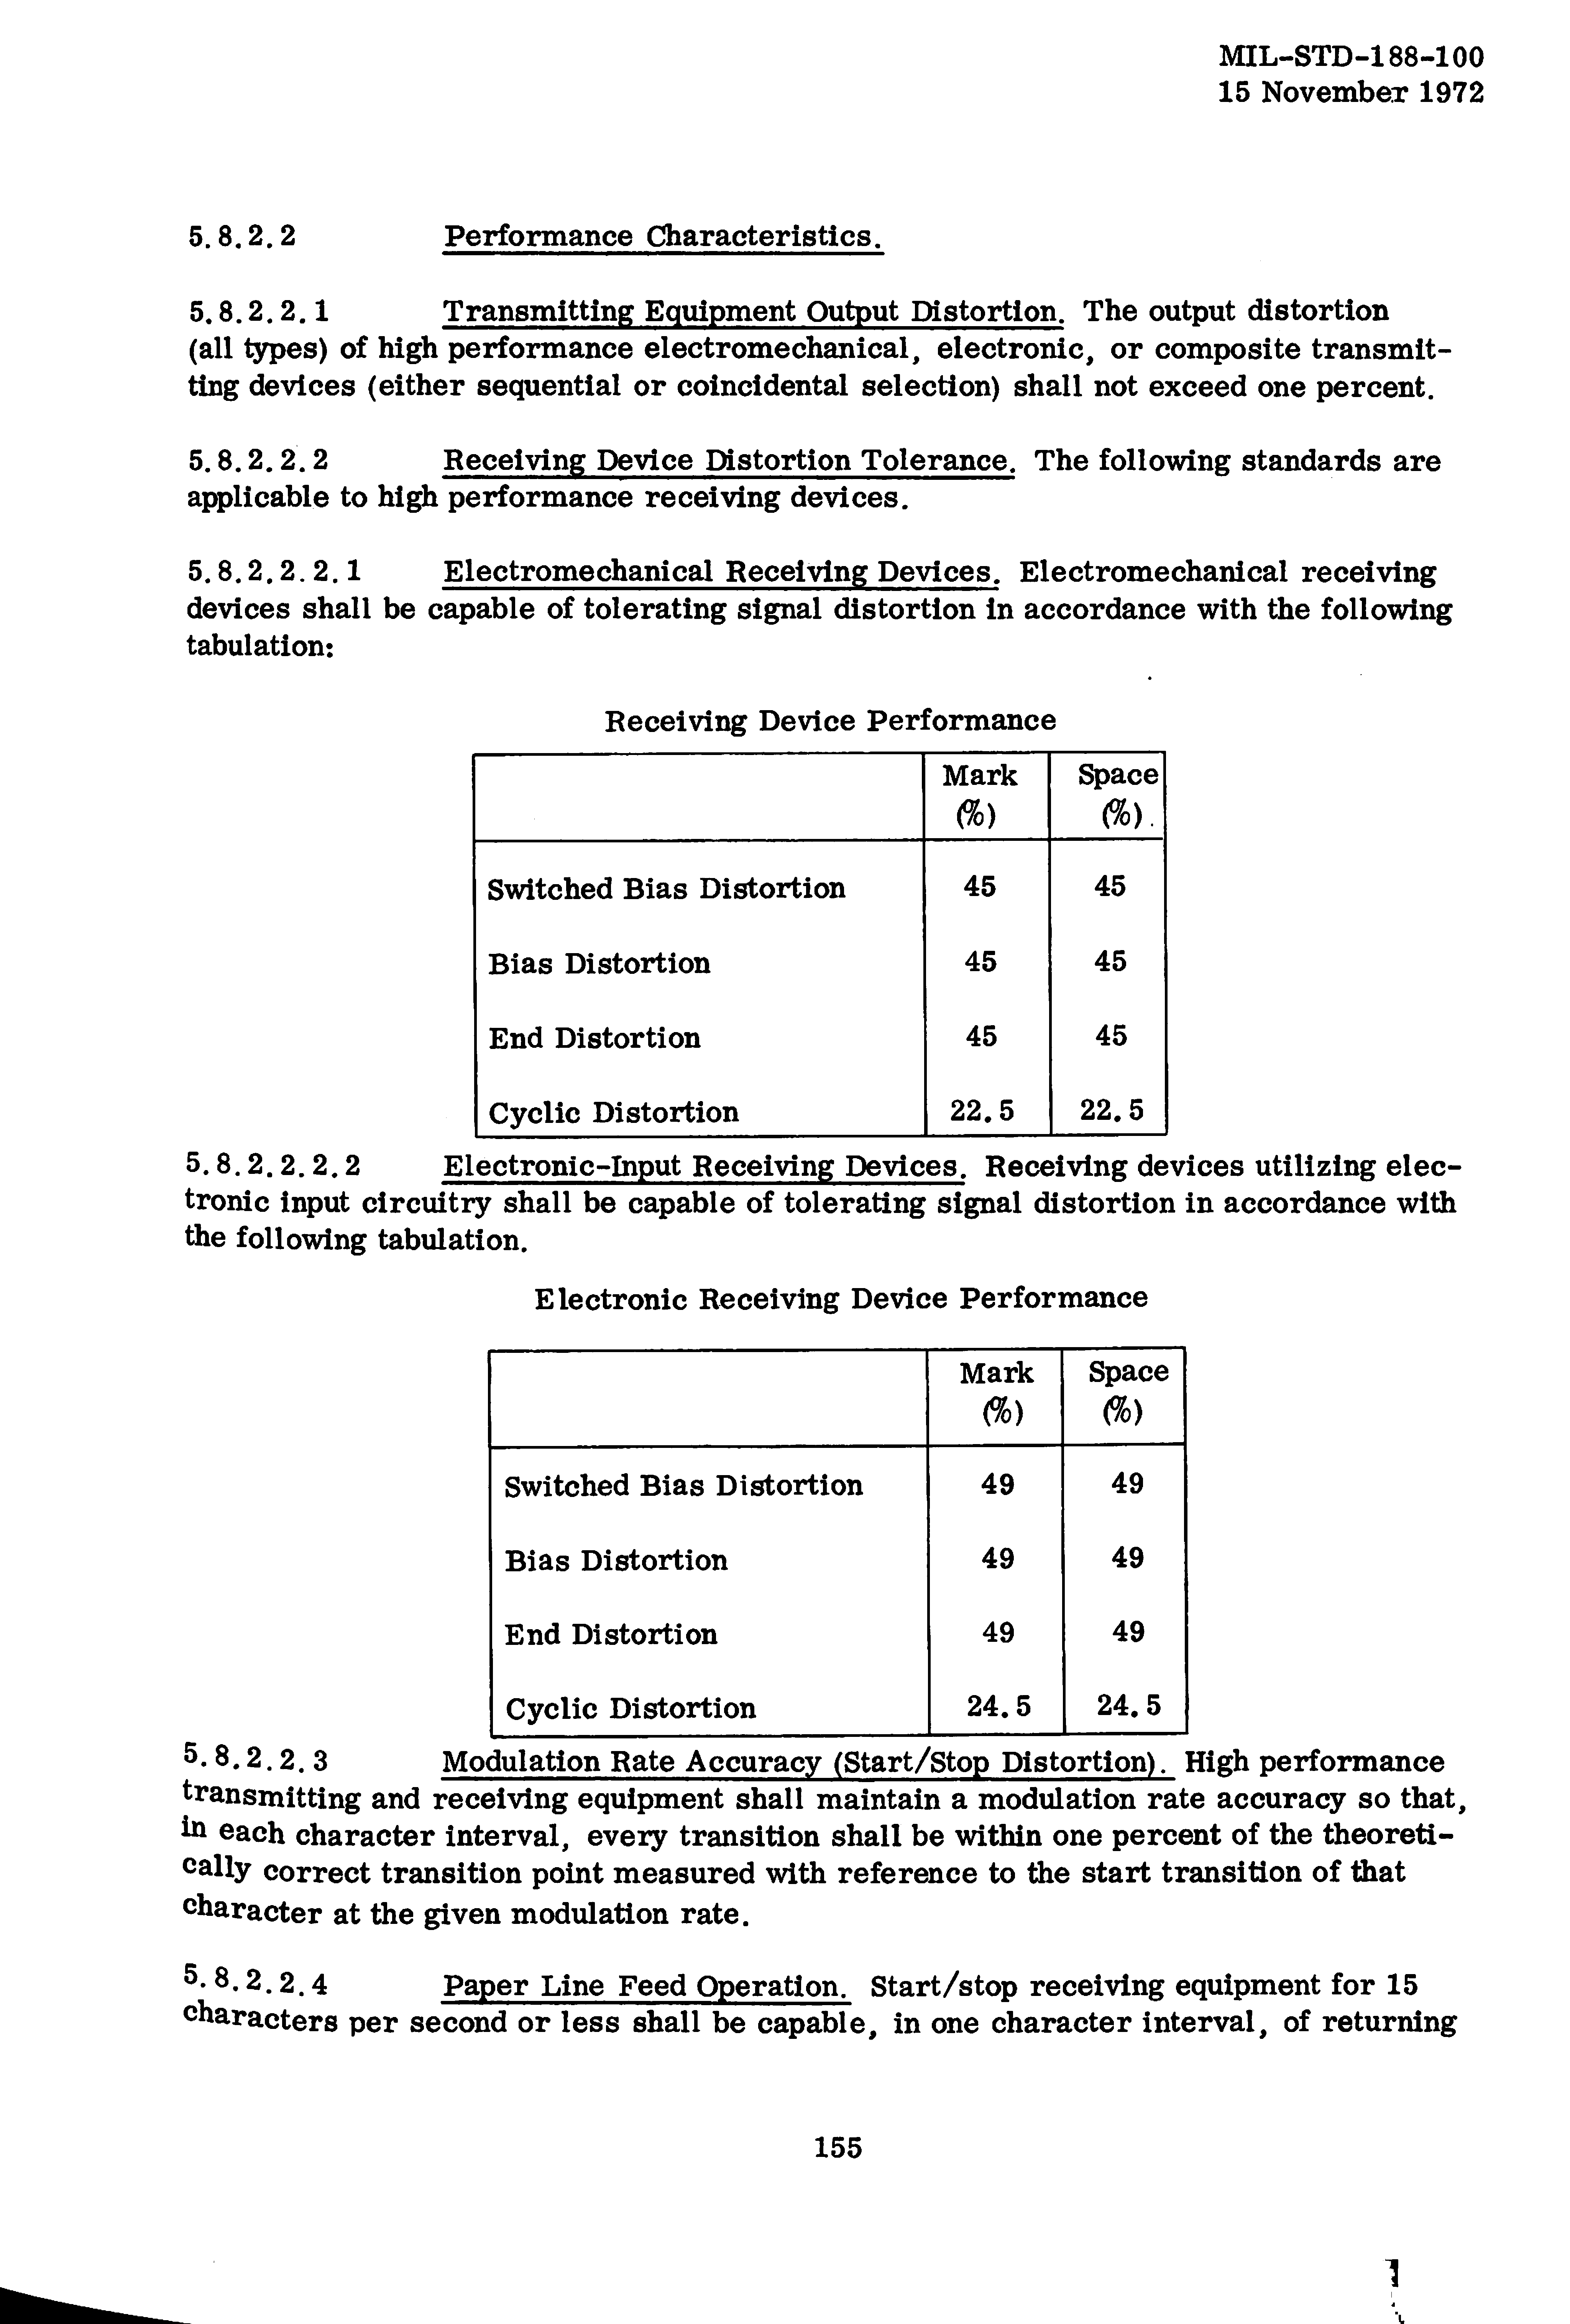 MIL-STD-188-100
15 November 1972
5.8.2.2 Performance Characteristics.
5.8.2.2.1 Transmitting Equipment Output Distortion. The output distortion
(all types) of high performance electromechanical, electronic, or composite transmit-
ting devices (either sequential or coincidental selection) shall not exceed one percent.
5.8.2.2.2 Receiving Device Distortion Tolerance. The following standards are
applicable to high performance receiving devices.
5.8.2.2.2.1 Electromechanical Receiving Devices. Electromechanical receiving
devices shall be capable of tolerating signal distortion in accordance with the following
tabulation:
Receiving Device Performance
Mark Space
(%) (%).
Switched Bias Distortion 45 45
Bias Distortion 45 45
End Distortion 45 45
Cyclic Distortion 22.5 22.5
5.8.2.2.2.2 Electronic-Input Receiving Devices. Receiving devices utilizing elec-
tronic input circuitry shall be capable of tolerating signal distortion in accordance with
the following tabulation.
Electronic Receiving Device Performance
Mark Space
(%) (%)
Switched Bias Distortion 49 49
Bias Distortion 49 49
End Distortion 49 49
Cyclic Distortion 24.5 24.5
5.8.2.2.3 Modulation Rate Accuracy (Start/Stop Distortion). High performance
transmitting and receiving equipment shall maintain a modulation rate accuracy so that,
in each character interval, every transition shall be within one percent of the theoreti-
cally correct transition point measured with reference to the start transition of that
character at the given modulation rate.
5.8.2.2.4 Paper Line Feed Operation. Start/stop receiving equipment for 15
characters per second or less shall be capable, in one character interval, of returning
155